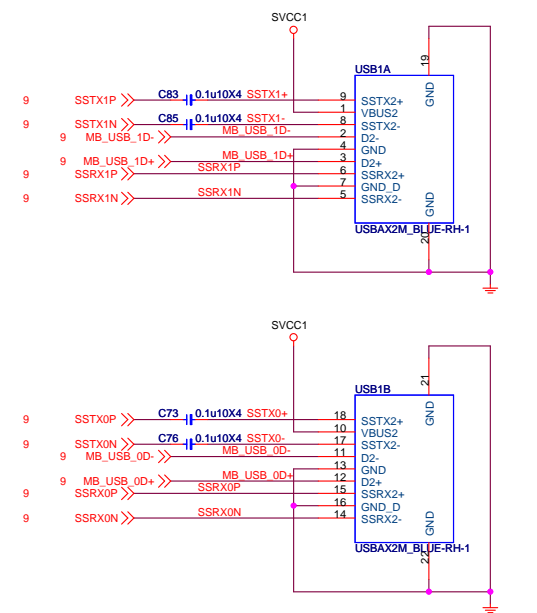 SVCC1
USB1A
19
GND
9 SSTX1P C83 0.1u10X4 SSTX1+ 9 SSTX2+
1 VBUS2
9 SSTX1N C85 0.1u10X4 SSTX1- 8 SSTX2-
9 MB_USB_1D- MB_USB_1D- 2 D2-
4 GND
9 MB_USB_1D+ MB_USB_1D+ 3 D2+
9 SSRX1P SSRX1P 6 SSRX2+
7 GND_D
9 SSRX1N SSRX1N 5 SSRX2-
GND
USBAX2M_BLUE-RH-1
20
SVCC1
USB1B
21
GND
9 SSTX0P C73 0.1u10X4 SSTX0+ 18 SSTX2+
10 VBUS2
9 SSTX0N C76 0.1u10X4 SSTX0- 17 SSTX2-
9 MB_USB_0D- MB_USB_0D- 11 D2-
13 GND
9 MB_USB_0D+ MB_USB_0D+ 12 D2+
9 SSRX0P SSRX0P 15 SSRX2+
16 GND_D
9 SSRX0N SSRX0N 14 SSRX2-
GND
USBAX2M_BLUE-RH-1
22